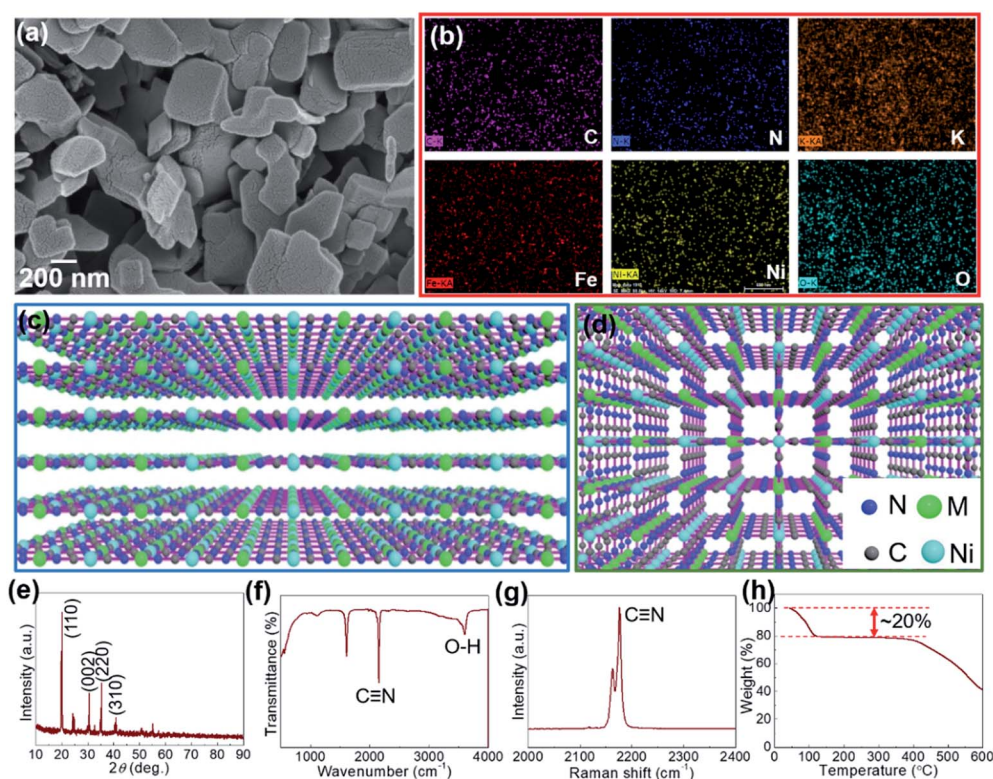 (a)
200 nm
(b)
C-K
C
N-K
N
K-KA
K
Fe-KA
Fe
Ni-KA
Ni
O-K
O
(c)
(d)
N
M
C
Ni
(e)
Intensity (a.u.)
(110)
(002)
(220)
(310)
10 20 30 40 50 60 70 80 90
2θ (deg.)
(f)
Transmittance (%)
C≡N
O-H
1000 2000 3000 4000
Wavenumber (cm⁻¹)
(g)
Intensity (a.u.)
C≡N
2000 2100 2200 2300 2400
Raman shift (cm⁻¹)
(h)
Weight (%)
100
80
60
40
20
0
~20%
0 100 200 300 400 500 600
Temperature (°C)